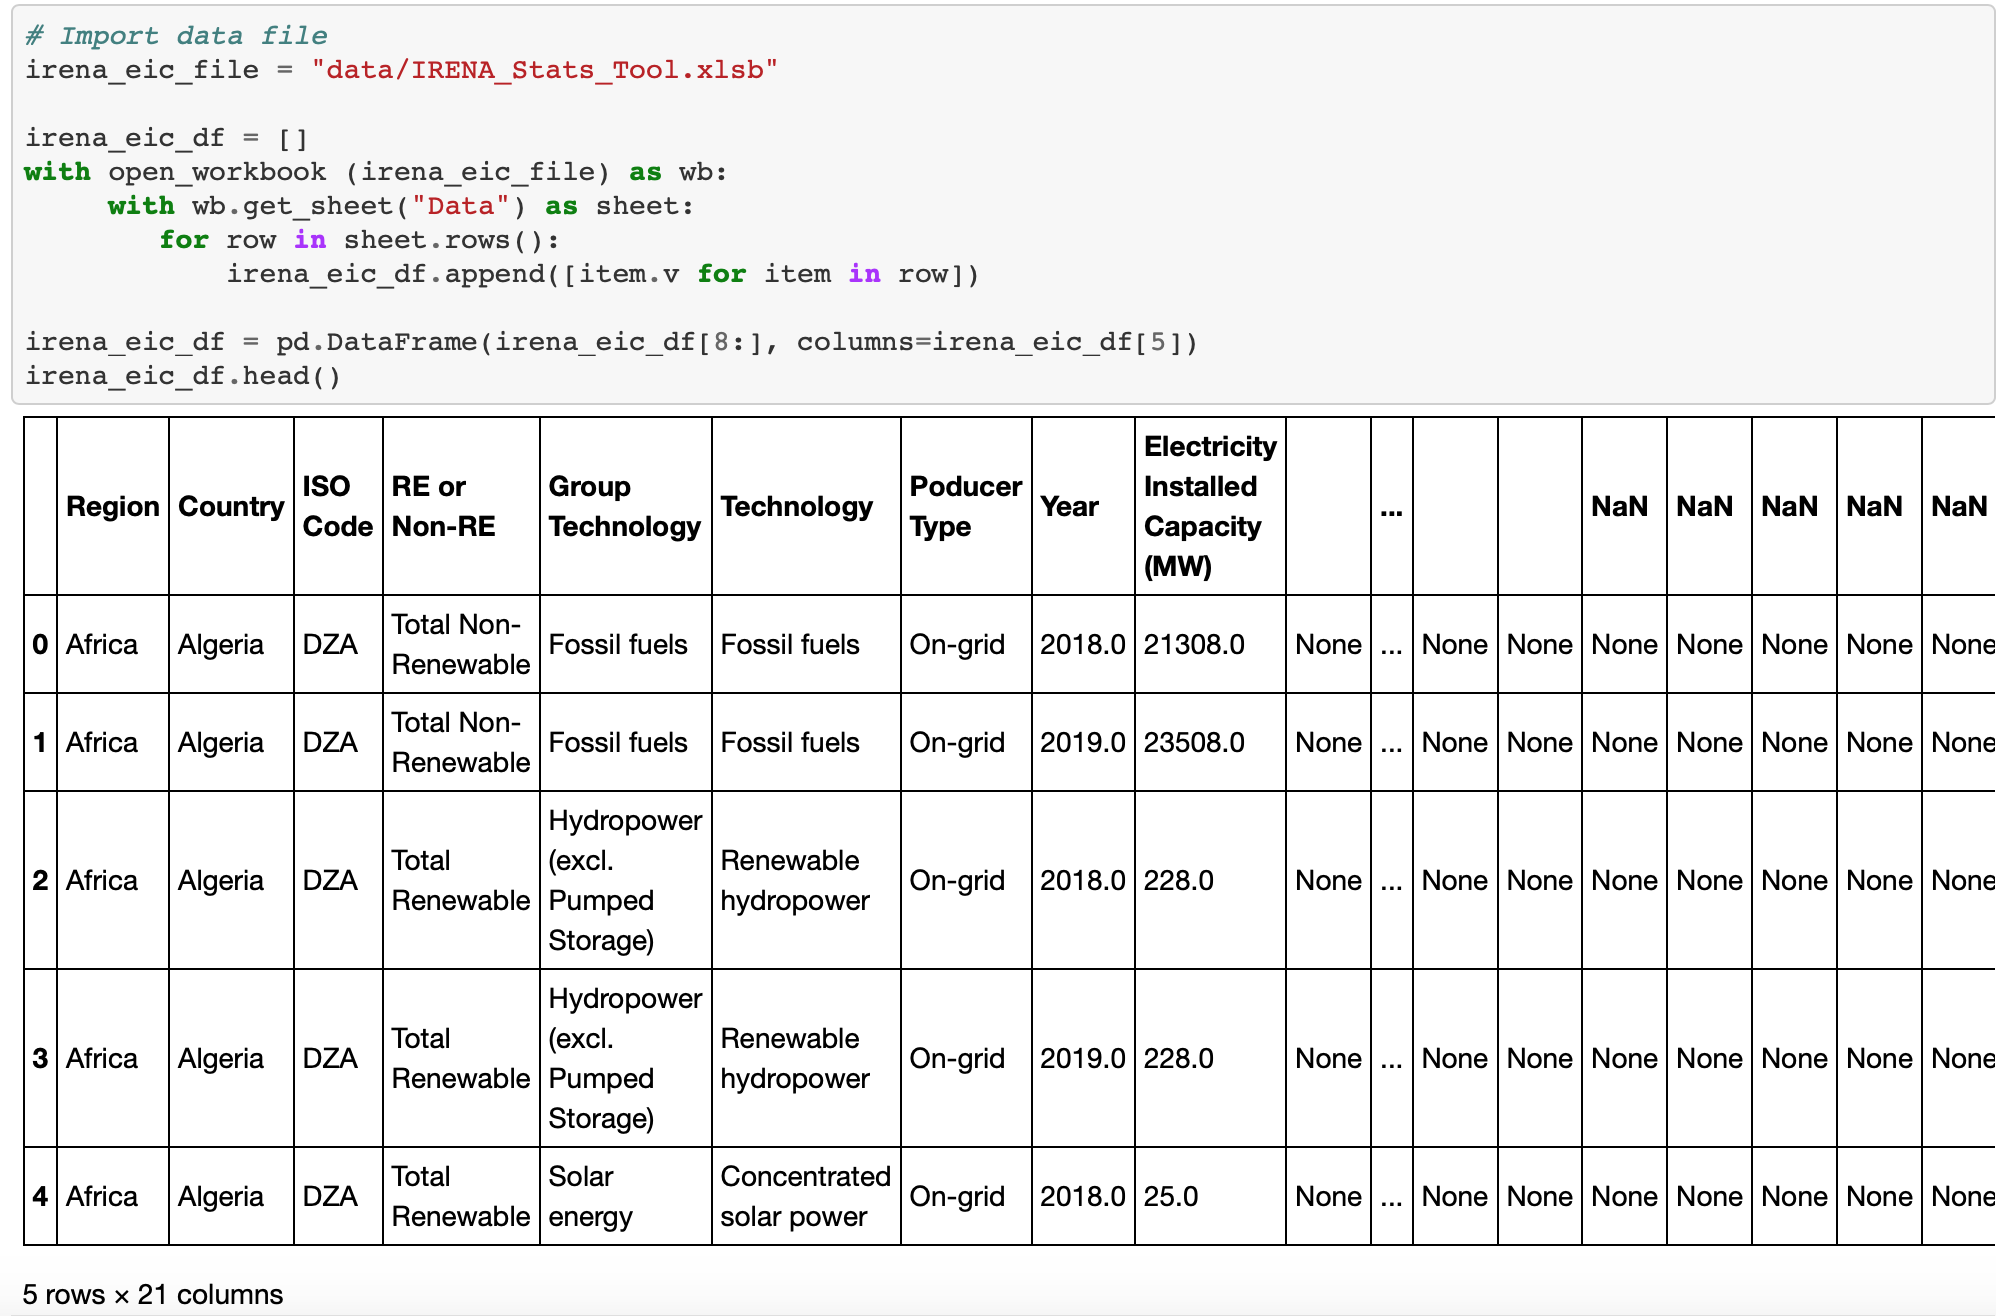 # Import data file
irena_eic_file = "data/IRENA_Stats_Tool.xlsb"
irena_eic_df = []
with open_workbook (irena_eic_file) as wb:
     with wb.get_sheet("Data") as sheet:
        for row in sheet.rows():
            irena_eic_df.append([item.v for item in row])
irena_eic_df = pd.DataFrame(irena_eic_df[8:], columns=irena_eic_df[5])
irena_eic_df.head()
Region Country ISO Code RE or Non-RE Group Technology Technology Poducer Type Year Electricity Installed Capacity (MW) ... NaN NaN NaN NaN NaN
0 Africa Algeria DZA Total Non-Renewable Fossil fuels Fossil fuels On-grid 2018.0 21308.0 None ... None None None None None None None
1 Africa Algeria DZA Total Non-Renewable Fossil fuels Fossil fuels On-grid 2019.0 23508.0 None ... None None None None None None None
2 Africa Algeria DZA Total Renewable Hydropower (excl. Pumped Storage) Renewable hydropower On-grid 2018.0 228.0 None ... None None None None None None None
3 Africa Algeria DZA Total Renewable Hydropower (excl. Pumped Storage) Renewable hydropower On-grid 2019.0 228.0 None ... None None None None None None None
4 Africa Algeria DZA Total Renewable Solar energy Concentrated solar power On-grid 2018.0 25.0 None ... None None None None None None None
5 rows × 21 columns